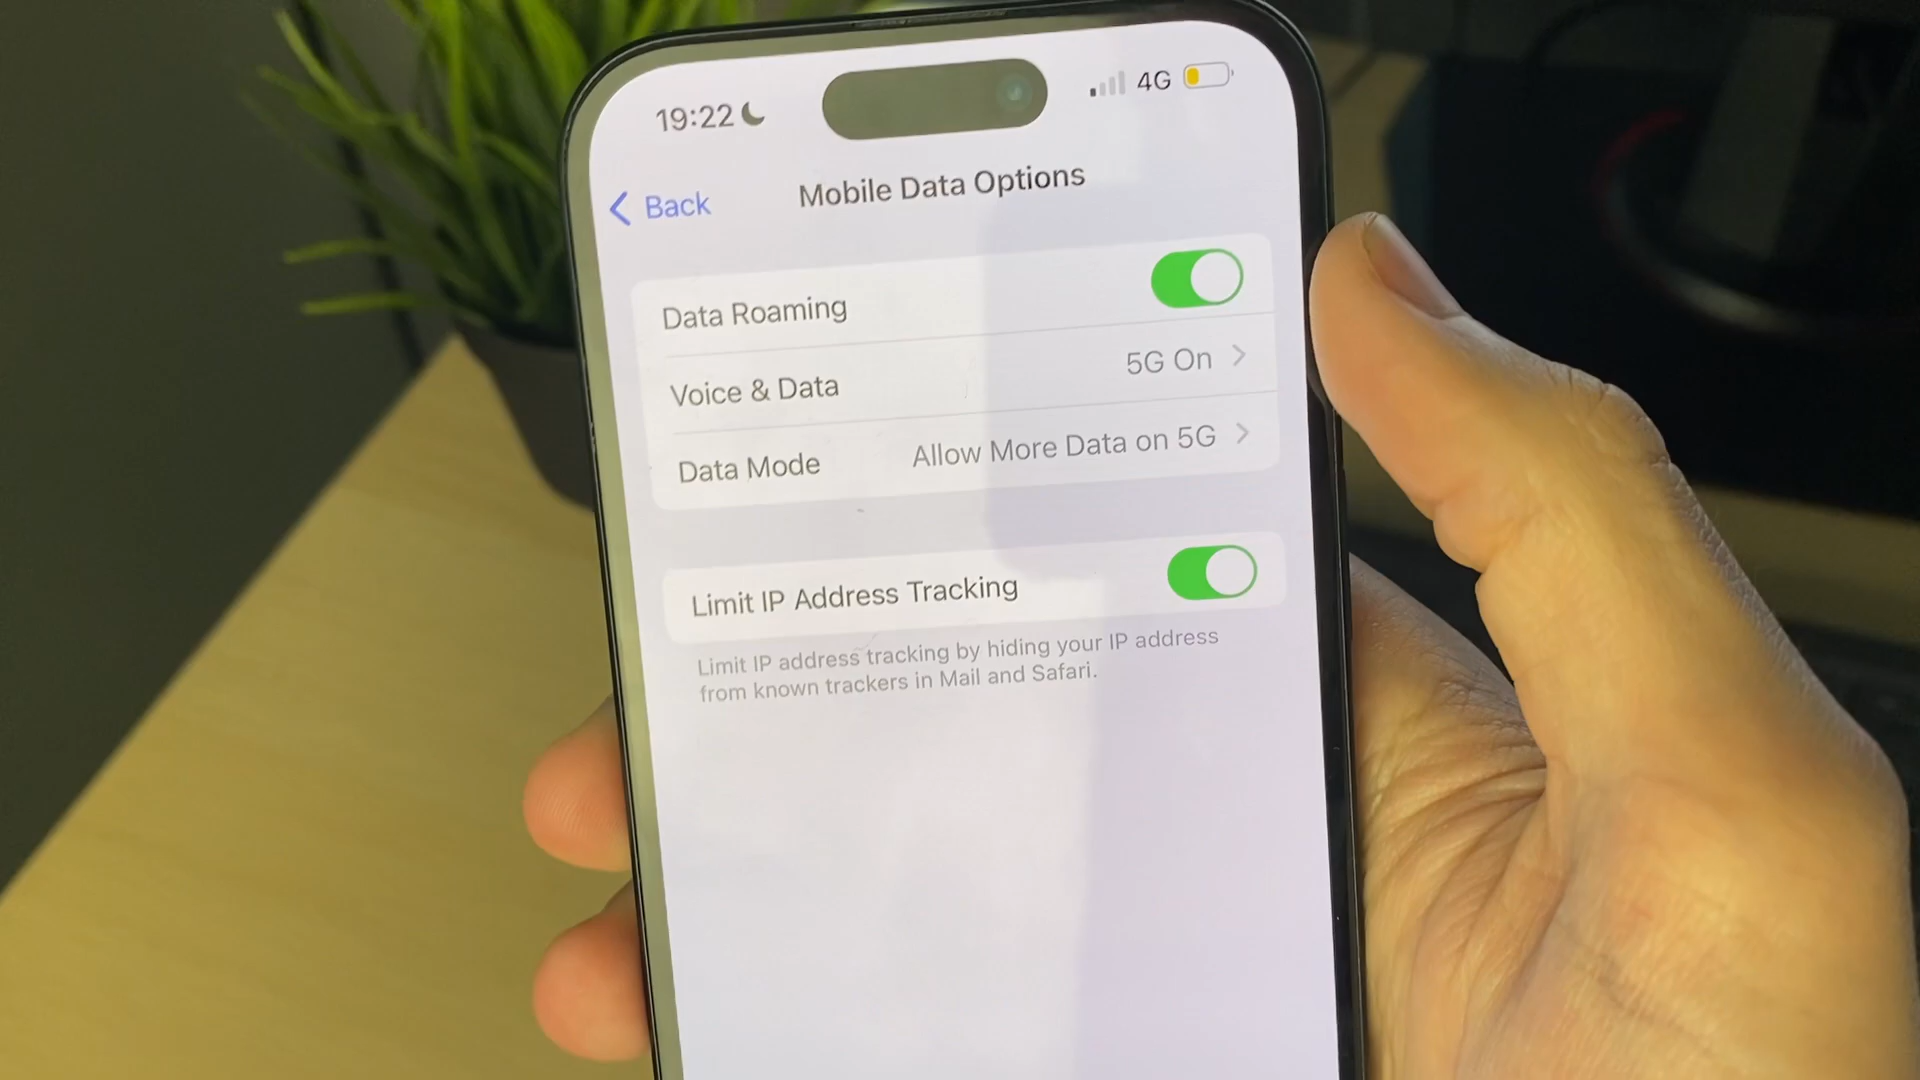 19:22
4G
Back
Mobile Data Options
Data Roaming
Voice & Data 5G On
Data Mode Allow More Data on 5G
Limit IP Address Tracking
Limit IP address tracking by hiding your IP address
from known trackers in Mail and Safari.